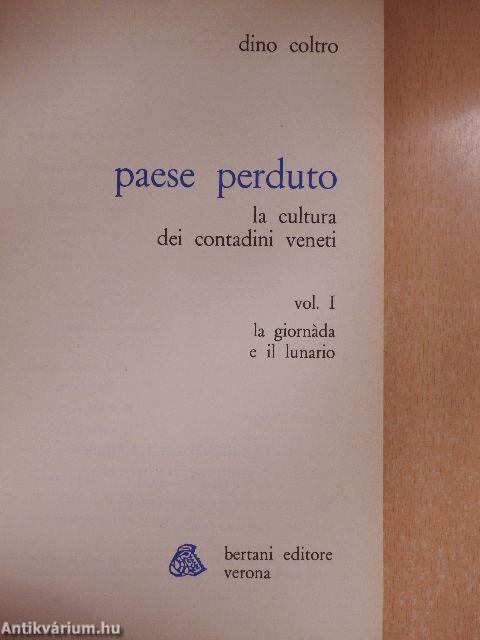 dino coltro
paese perduto
la cultura
dei contadini veneti
vol. I
la giornàda
e il lunario
bertani editore
verona
Antikvárium.hu